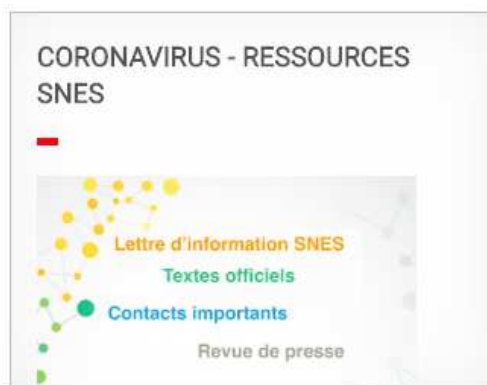 CORONAVIRUS - RESSOURCES
SNES
Lettre d'information SNES
Textes officiels
Contacts importants
Revue de presse